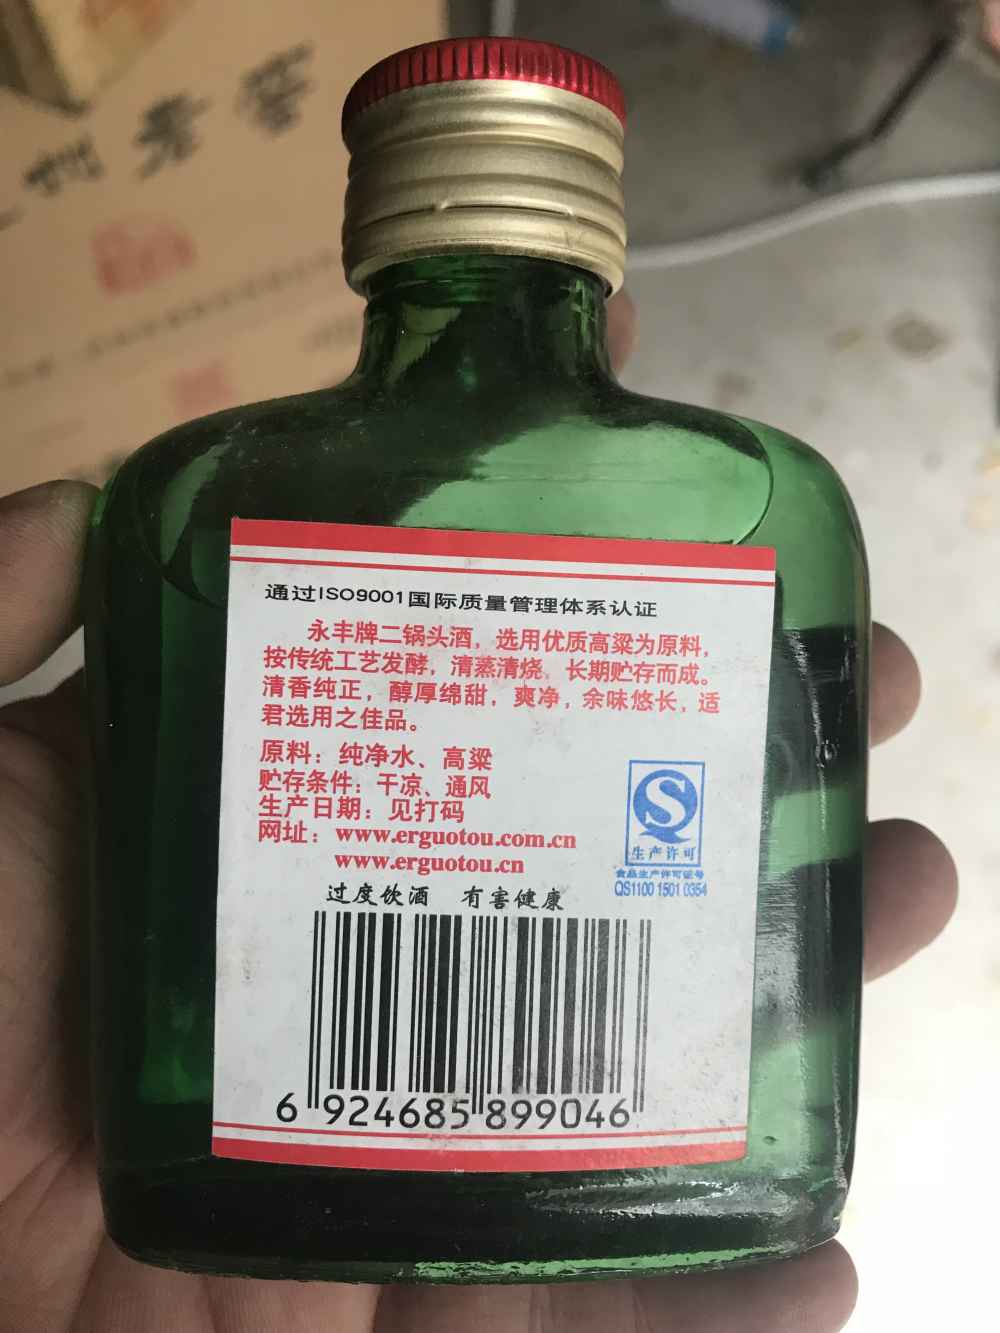 通过ISO9001国际质量管理体系认证
永丰牌二锅头酒，选用优质高粱为原料，
按传统工艺发酵，清蒸清烧，长期贮存而成。
清香纯正，醇厚绵甜，爽净，余味悠长，适
君选用之佳品。
原料：纯净水、高粱
贮存条件：干凉、通风
生产日期：见打码
网址：www.erguotou.com.cn
www.erguotou.cn
生产许可
食品生产许可证号
QS1100 1501 0354
过度饮酒 有害健康
6 924685 899046